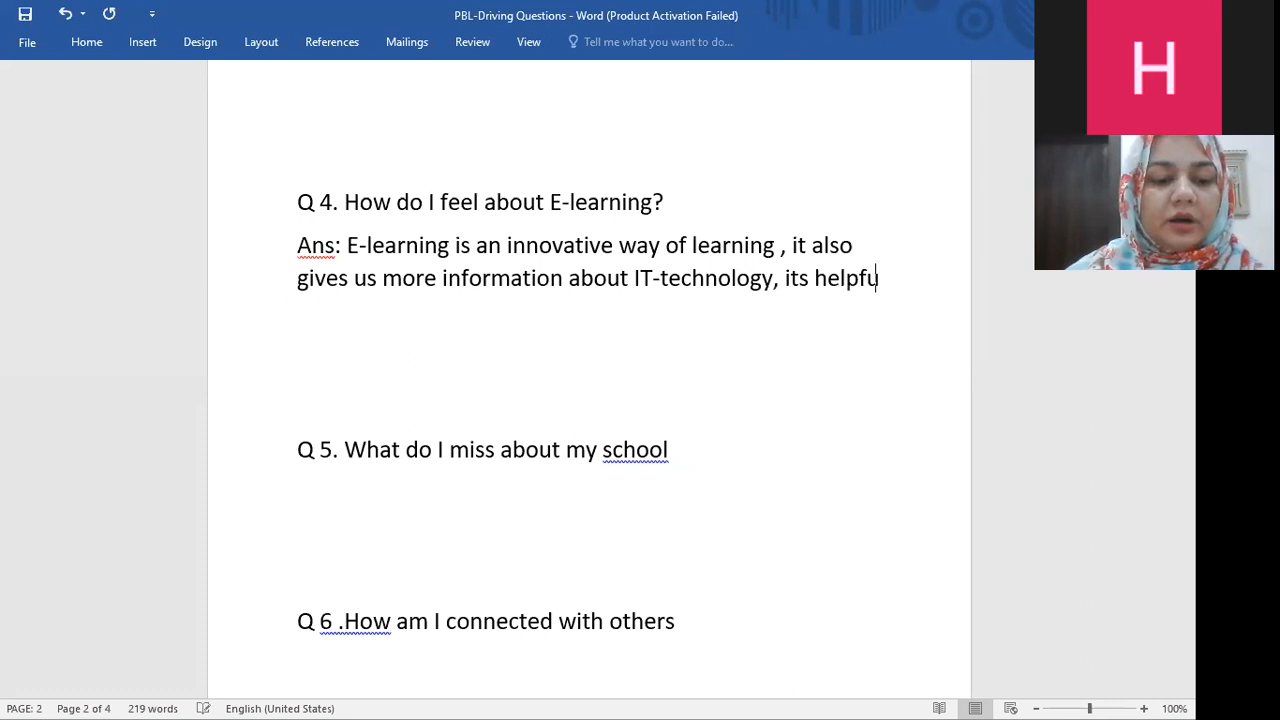 PBL-Driving Questions - Word (Product Activation Failed)
File Home Insert Design Layout References Mailings Review View Tell me what you want to do...
H
Q 4. How do I feel about E-learning?
Ans: E-learning is an innovative way of learning , it also
gives us more information about IT-technology, its helpfu
Q 5. What do I miss about my school
Q 6 .How am I connected with others
PAGE: 2 Page 2 of 4 219 words English (United States) 100%